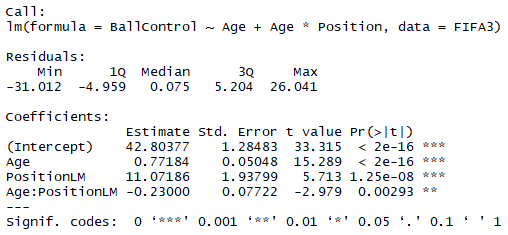 Call:
lm(formula = BallControl ~ Age + Age * Position, data = FIFA3)
Residuals:
Min 1Q Median 3Q Max
-31.012 -4.959 0.075 5.204 26.041
Coefficients:
Estimate Std. Error t value Pr(>|t|)
(Intercept) 42.80377 1.28483 33.315 < 2e-16 ***
Age 0.77184 0.05048 15.289 < 2e-16 ***
PositionLM 11.07186 1.93799 5.713 1.25e-08 ***
Age:PositionLM -0.23000 0.07722 -2.979 0.00293 **
---
Signif. codes: 0 ‘***’ 0.001 ‘**’ 0.01 ‘*’ 0.05 ‘.’ 0.1 ‘ ’ 1